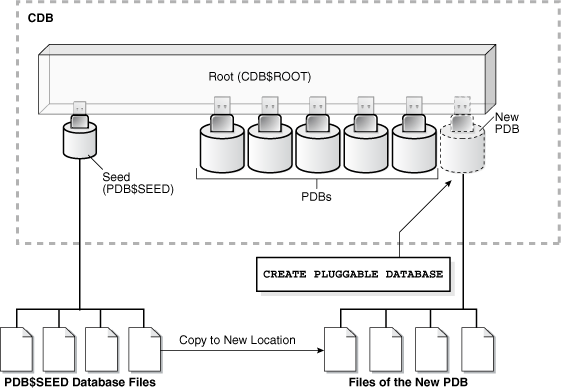 CDB
Root (CDB$ROOT)
New
PDB
Seed
(PDB$SEED)
PDBs
CREATE PLUGGABLE DATABASE
Copy to New Location
PDB$SEED Database Files
Files of the New PDB